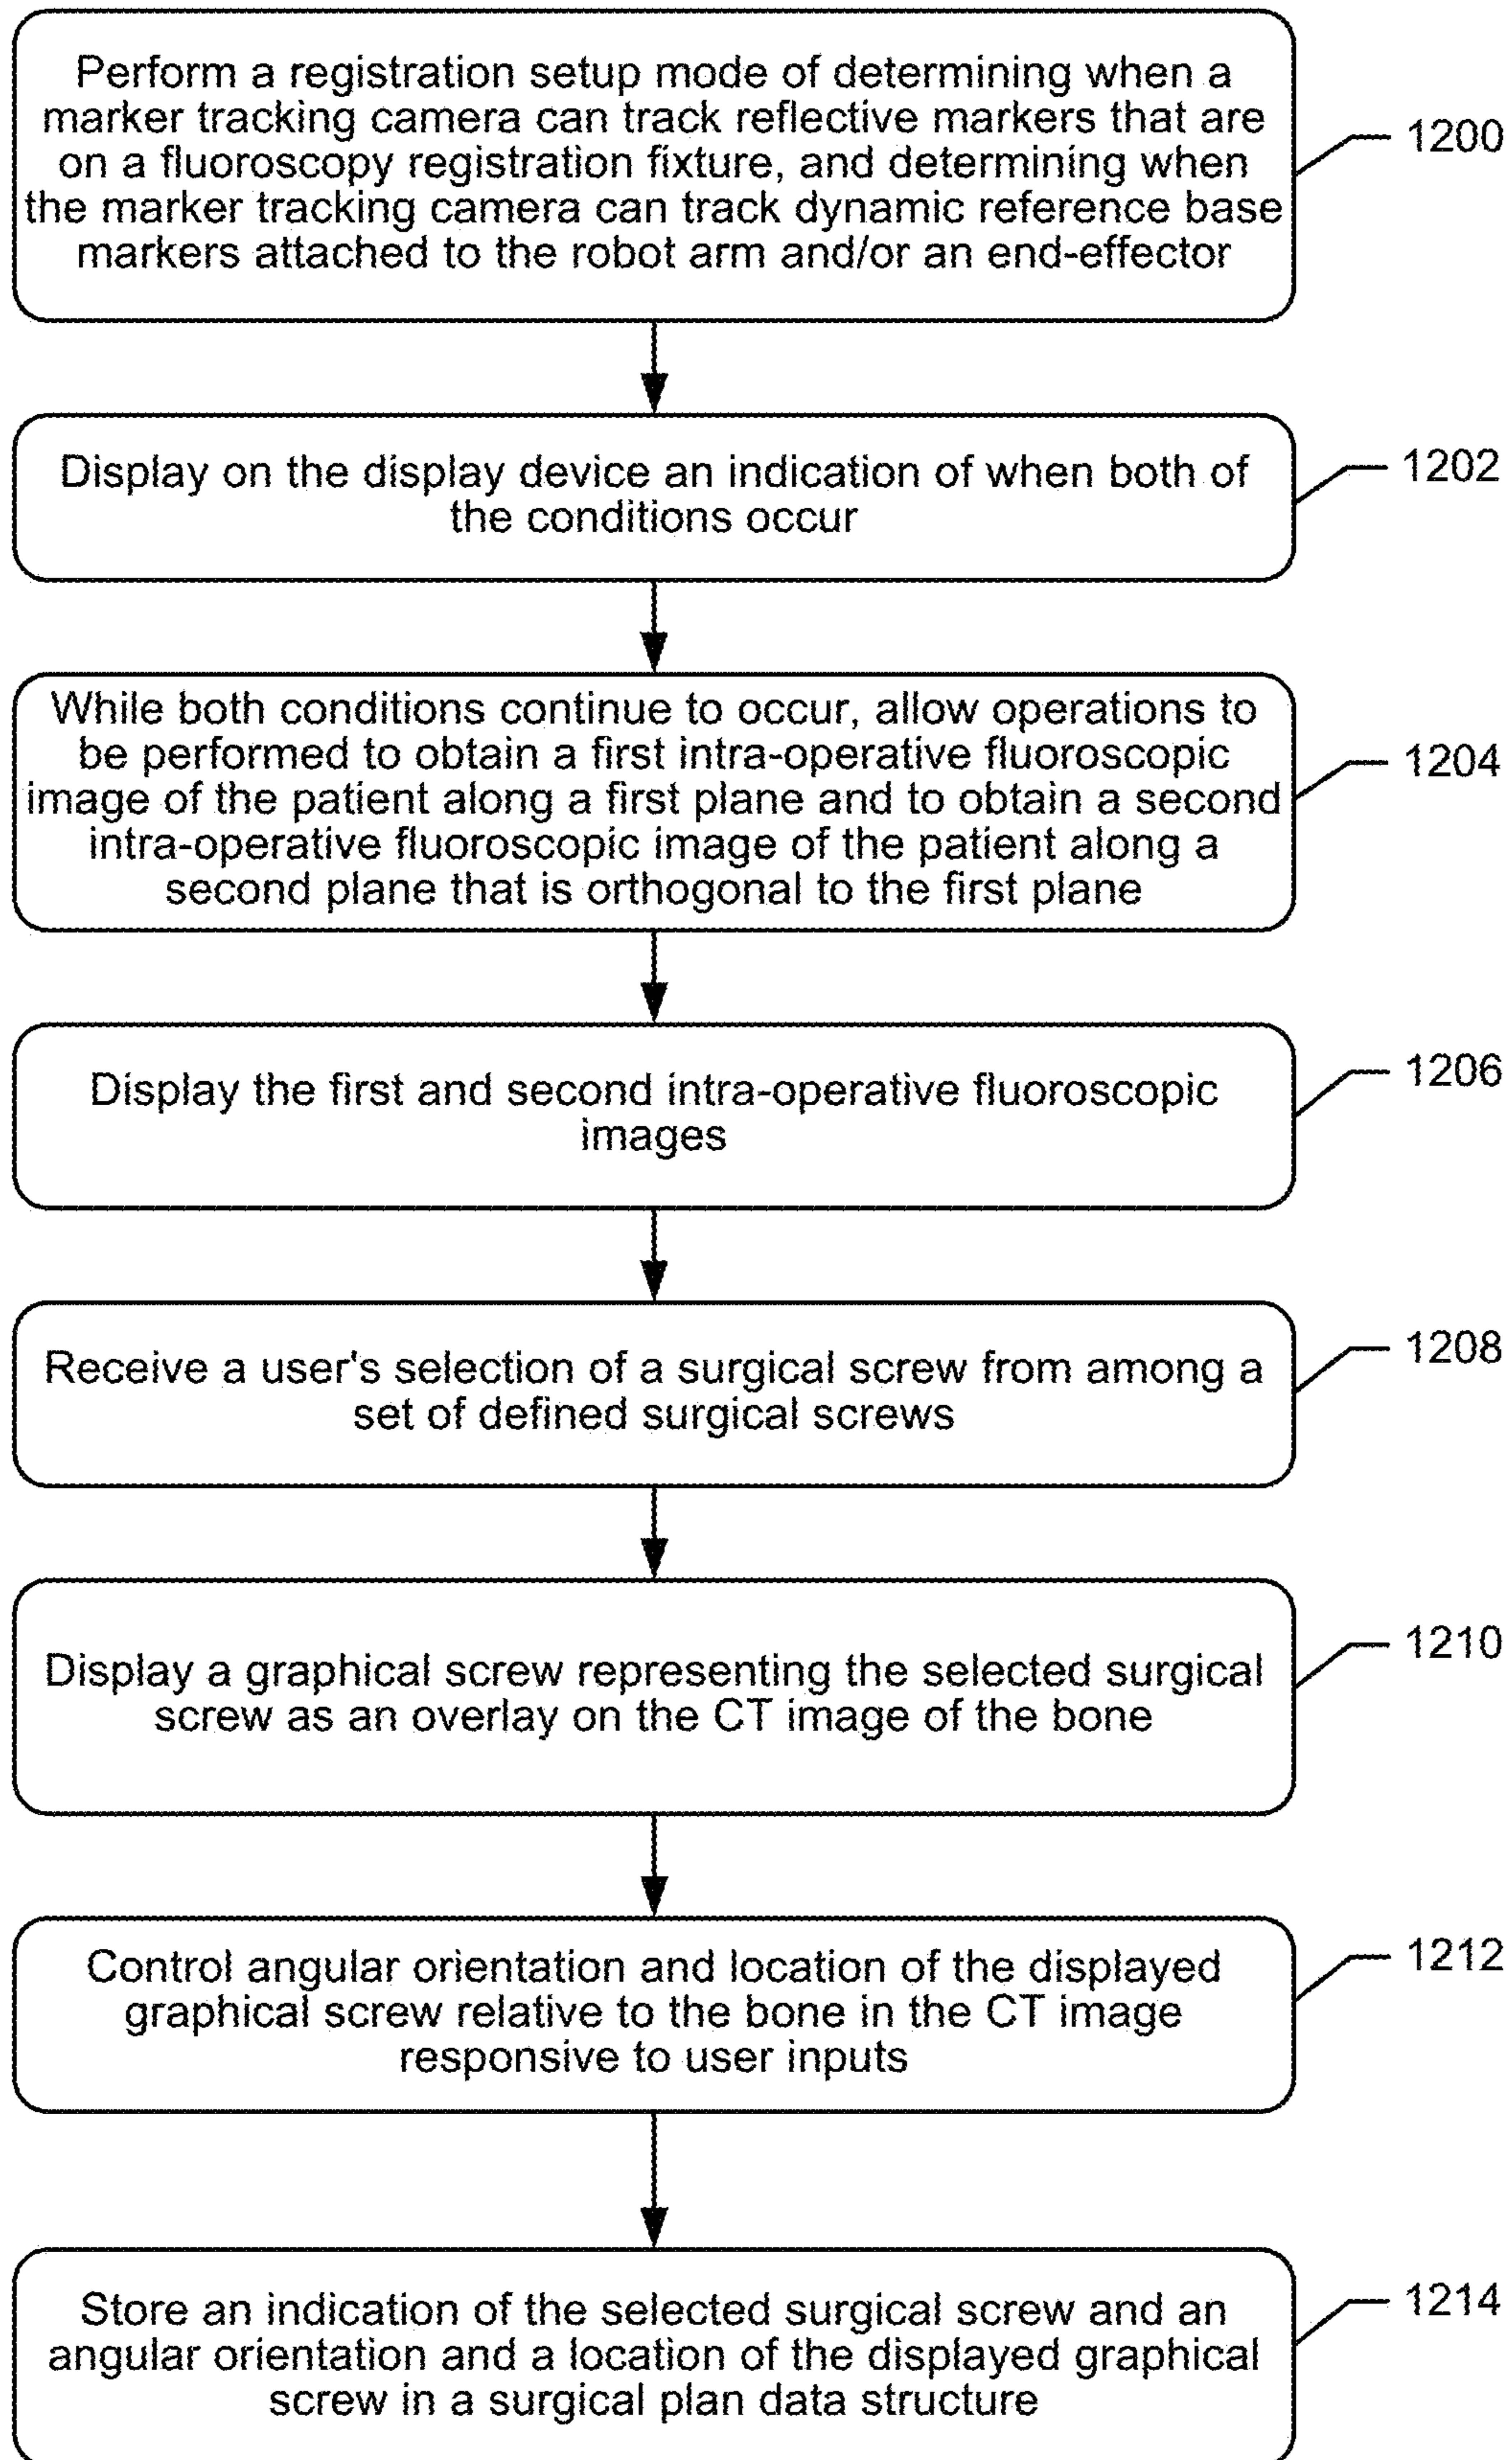 Perform a registration setup mode of determining when a
marker tracking camera can track reflective markers that are
on a fluoroscopy registration fixture, and determining when
the marker tracking camera can track dynamic reference base
markers attached to the robot arm and/or an end-effector
1200
Display on the display device an indication of when both of
the conditions occur
1202
While both conditions continue to occur, allow operations to
be performed to obtain a first intra-operative fluoroscopic
image of the patient along a first plane and to obtain a second
intra-operative fluoroscopic image of the patient along a
second plane that is orthogonal to the first plane
1204
Display the first and second intra-operative fluoroscopic
images
1206
Receive a user's selection of a surgical screw from among a
set of defined surgical screws
1208
Display a graphical screw representing the selected surgical
screw as an overlay on the CT image of the bone
1210
Control angular orientation and location of the displayed
graphical screw relative to the bone in the CT image
responsive to user inputs
1212
Store an indication of the selected surgical screw and an
angular orientation and a location of the displayed graphical
screw in a surgical plan data structure
1214